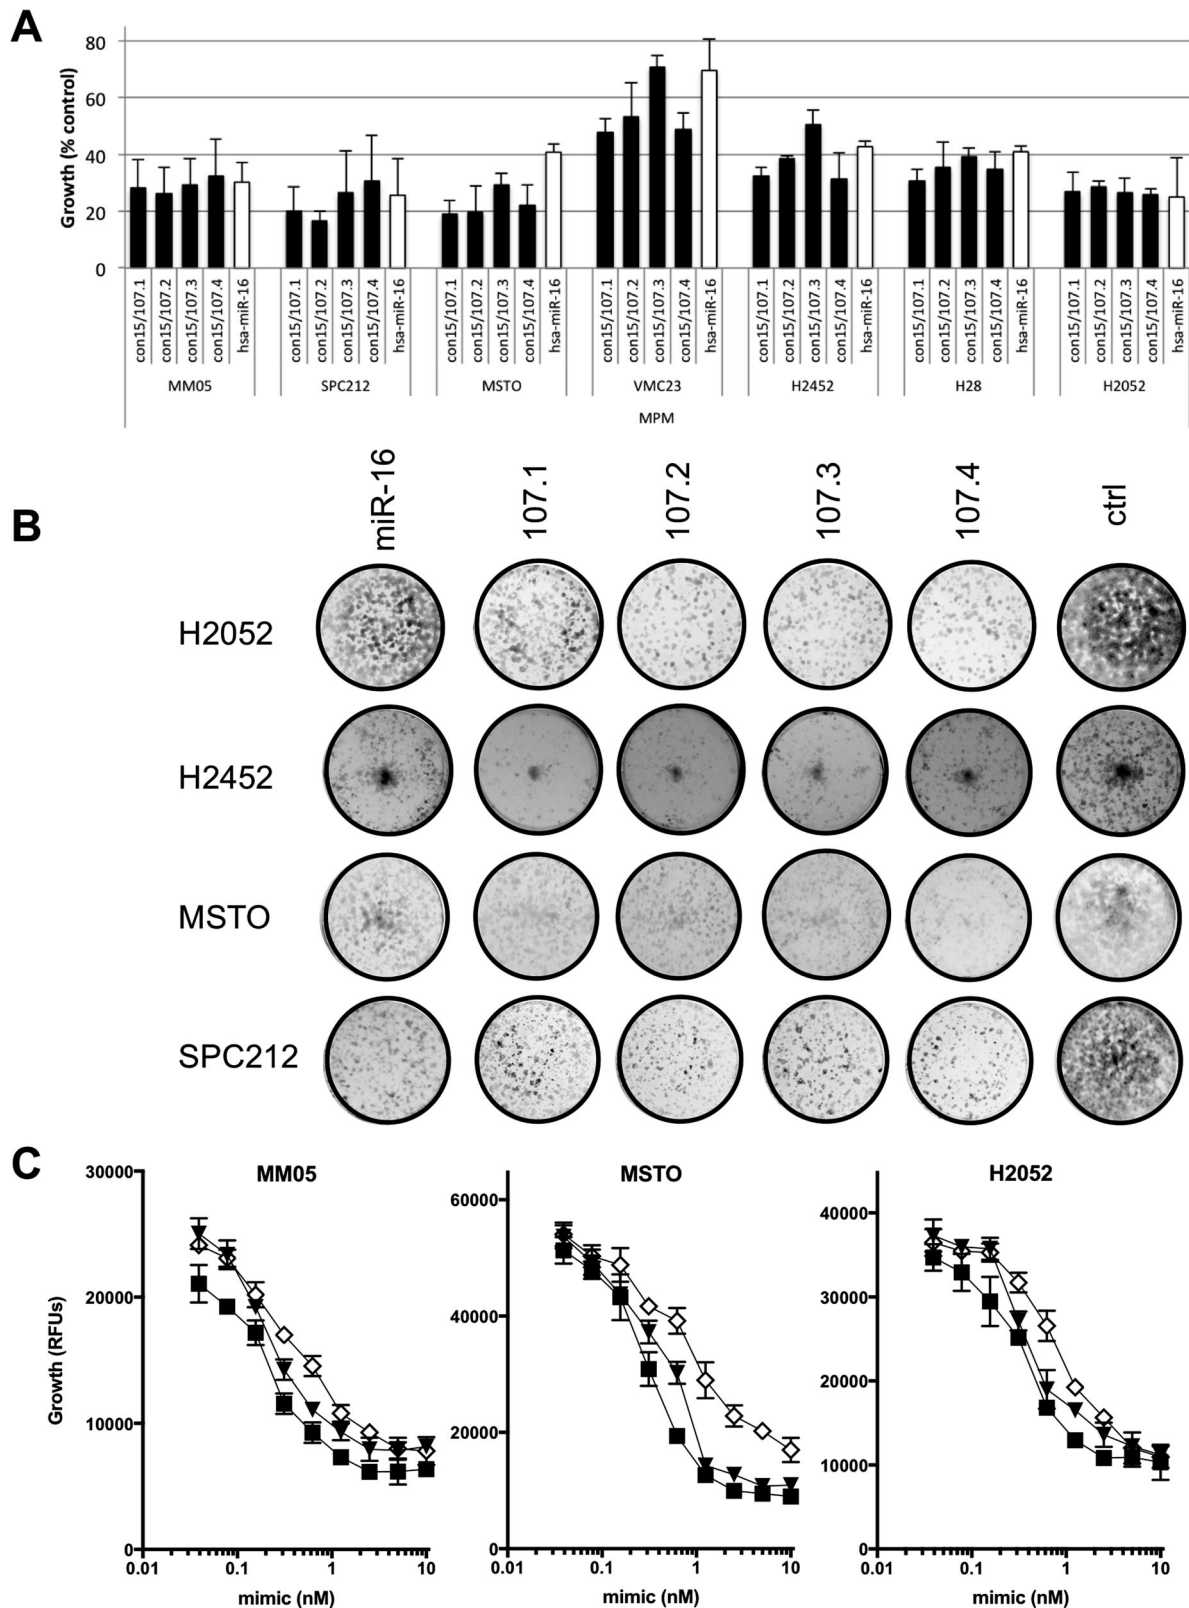 A
Growth (% control)
80
60
40
20
0
con15/107.1 con15/107.2 con15/107.3 con15/107.4 hsa-miR-16 con15/107.1 con15/107.2 con15/107.3 con15/107.4 hsa-miR-16 con15/107.1 con15/107.2 con15/107.3 con15/107.4 hsa-miR-16 con15/107.1 con15/107.2 con15/107.3 con15/107.4 hsa-miR-16 con15/107.1 con15/107.2 con15/107.3 con15/107.4 hsa-miR-16 con15/107.1 con15/107.2 con15/107.3 con15/107.4 hsa-miR-16 con15/107.1 con15/107.2 con15/107.3 con15/107.4 hsa-miR-16
MM05 SPC212 MSTO VMC23 H2452 H28 H2052
MPM
B
miR-16 107.1 107.2 107.3 107.4 ctrl
H2052
H2452
MSTO
SPC212
C
MM05
Growth (RFUs)
30000
20000
10000
0
0.01 0.1 1 10
mimic (nM)
MSTO
60000
40000
20000
0
0.01 0.1 1 10
mimic (nM)
H2052
40000
30000
20000
10000
0
0.01 0.1 1 10
mimic (nM)